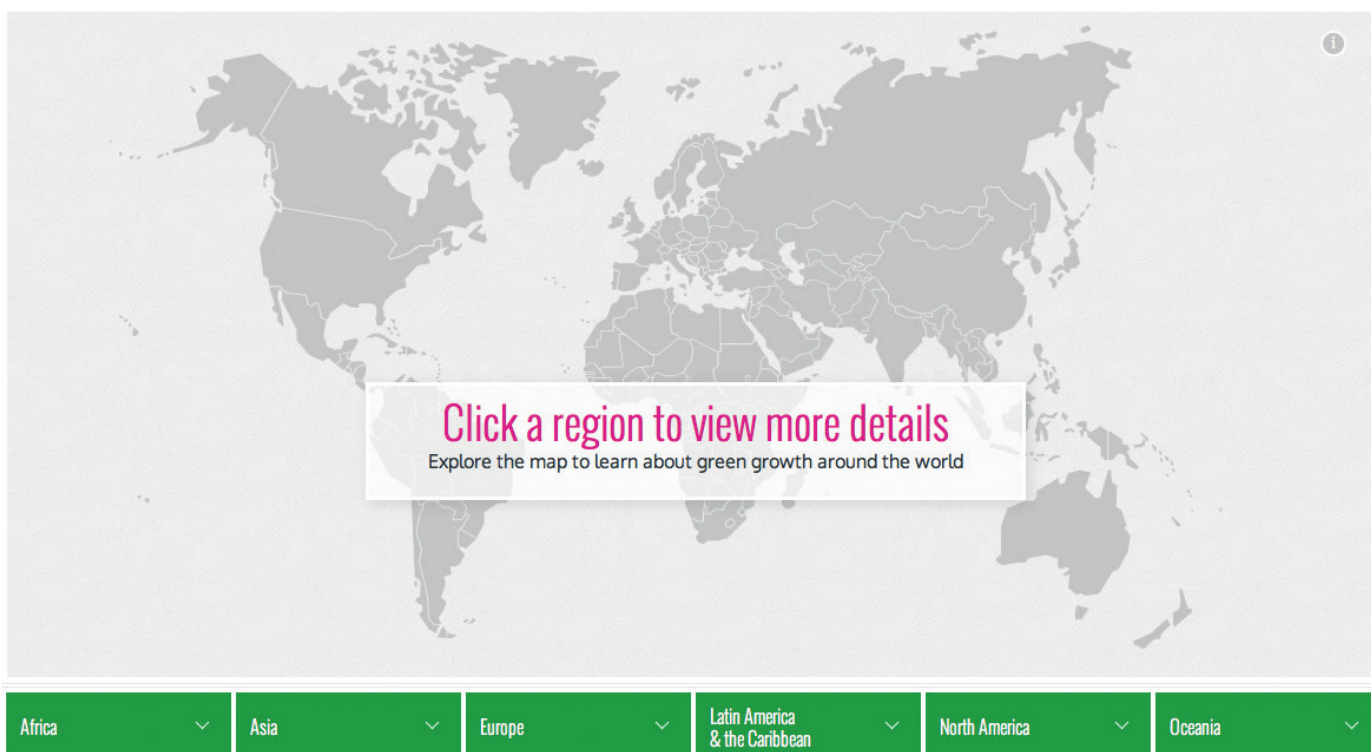 i
Click a region to view more details
Explore the map to learn about green growth around the world
Africa
Asia
Europe
Latin America
& the Caribbean
North America
Oceania